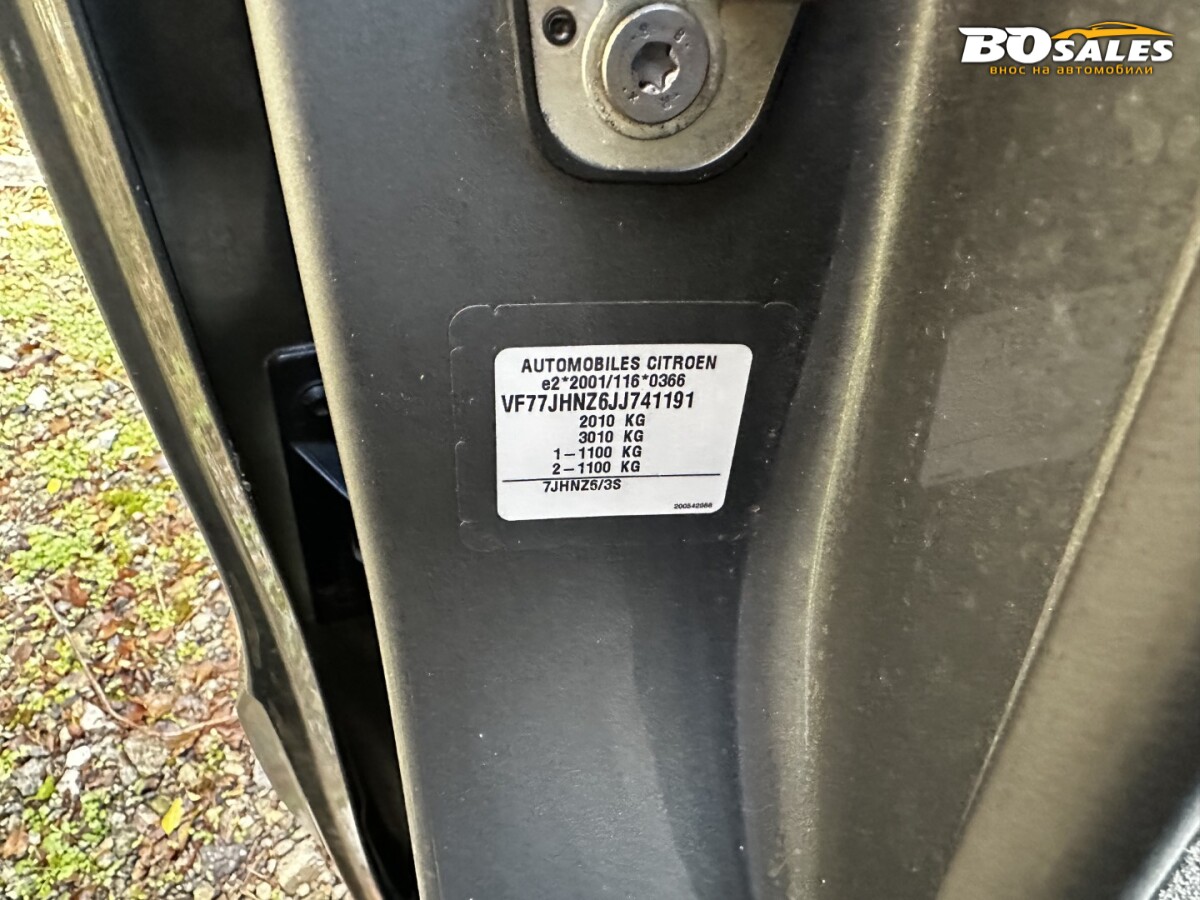 BOSALES
внос на автомобили
AUTOMOBILES CITROEN
e2*2001/116*0366
VF77JHNZ6JJ741191
2010 KG
3010 KG
1-1100 KG
2-1100 KG
7JHNZ6/3S